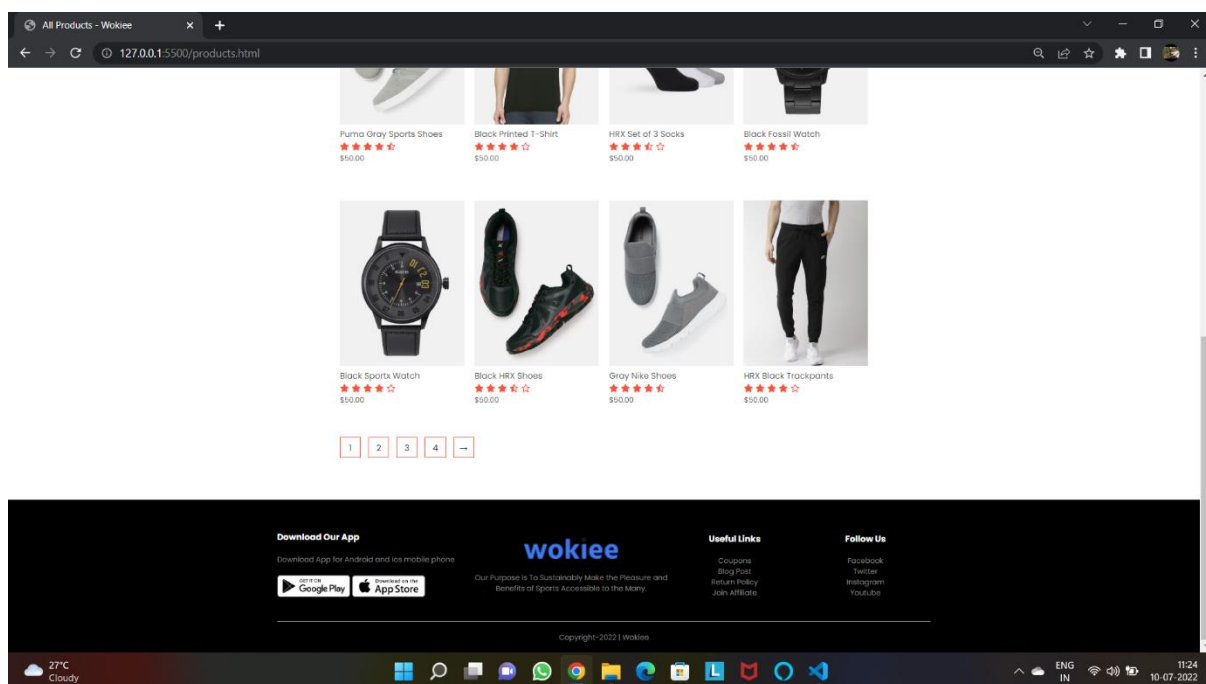 All Products - Wokiee
127.0.0.1:5500/products.html
Puma Gray Sports Shoes
$50.00
Black Printed T-Shirt
$50.00
HRX Set of 3 Socks
$50.00
Black Fossil Watch
$50.00
Black Sportx Watch
$50.00
Black HRX Shoes
$50.00
Gray Nike Shoes
$50.00
HRX Black Trackpants
$50.00
1 2 3 4 →
Download Our App
Download App for Android and ios mobile phone
GET IT ON
Google Play
Download on the
App Store
wokiee
Our Purpose Is To Sustainably Make the Pleasure and
Benefits of Sports Accessible to the Many.
Useful Links
Coupons
Blog Post
Return Policy
Join Affiliate
Follow Us
Facebook
Twitter
Instagram
Youtube
Copyright-2022 | Wokiee
27°C
Cloudy
ENG
IN
11:24
10-07-2022